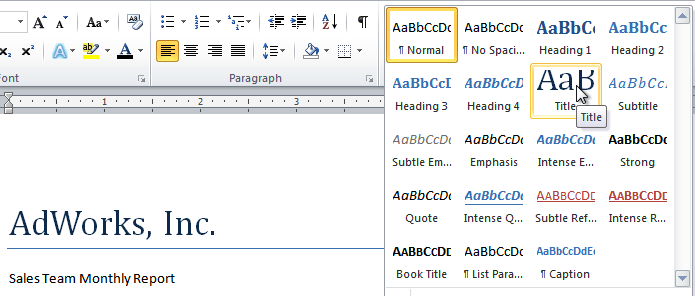 AaBbCcDc AaBbCcDc AaBbCc AaBbCc
¶ Normal ¶ No Spaci... Heading 1 Heading 2
AaBbCcI AaBbCcD AaB AaBbCc.
Heading 3 Heading 4 Title Subtitle
Title
AaBbCcDc AaBbCcDc AaBbCcDc AaBbCcDc
Subtle Em... Emphasis Intense E... Strong
AaBbCcDc AaBbCcDc AABBCCDD AABBCCDD
Quote Intense Q... Subtle Ref... Intense R...
AABBCCDD AaBbCcDc AaBbCcDdEe
Book Title ¶ List Para... ¶ Caption
A A Aa
A ab A
Font Paragraph
1 2 3
AdWorks, Inc.
Sales Team Monthly Report